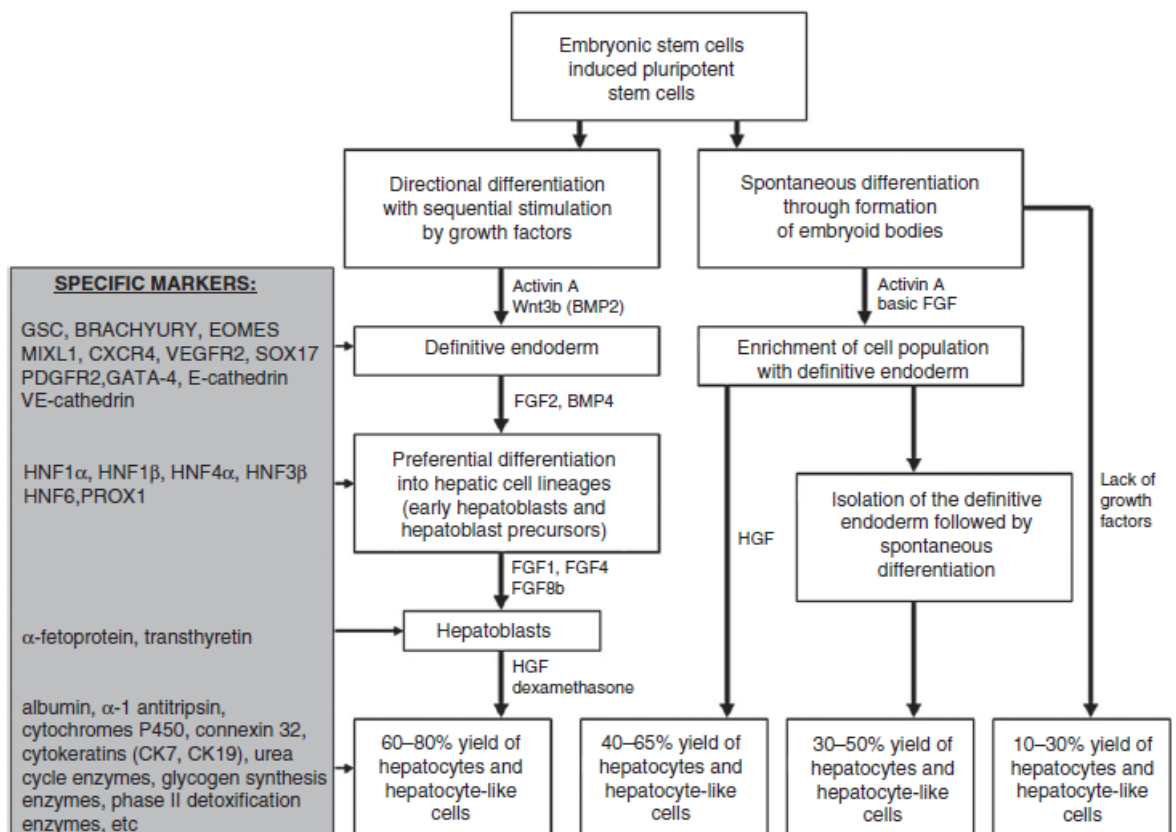 Embryonic stem cells
induced pluripotent
stem cells
Directional differentiation
with sequential stimulation
by growth factors
Spontaneous differentiation
through formation
of embryoid bodies
SPECIFIC MARKERS:
GSC, BRACHYURY, EOMES
MIXL1, CXCR4, VEGFR2, SOX17
PDGFR2,GATA-4, E-cathedrin
VE-cathedrin
HNF1α, HNF1β, HNF4α, HNF3β
HNF6,PROX1
α-fetoprotein, transthyretin
albumin, α-1 antitripsin,
cytochromes P450, connexin 32,
cytokeratins (CK7, CK19), urea
cycle enzymes, glycogen synthesis
enzymes, phase II detoxification
enzymes, etc
Activin A
Wnt3b (BMP2)
Definitive endoderm
FGF2, BMP4
Preferential differentiation
into hepatic cell lineages
(early hepatoblasts and
hepatoblast precursors)
FGF1, FGF4
FGF8b
Hepatoblasts
HGF
dexamethasone
60–80% yield of
hepatocytes and
hepatocyte-like
cells
Activin A
basic FGF
Enrichment of cell population
with definitive endoderm
HGF
40–65% yield of
hepatocytes and
hepatocyte-like
cells
Isolation of the definitive
endoderm followed by
spontaneous
differentiation
30–50% yield of
hepatocytes and
hepatocyte-like
cells
Lack of
growth
factors
10–30% yield of
hepatocytes and
hepatocyte-like
cells